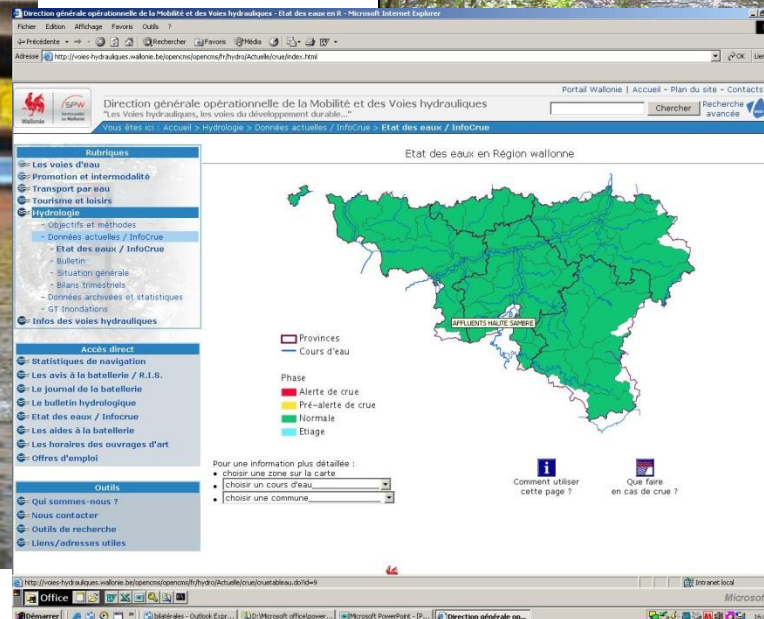 Direction générale opérationnelle de la Mobilité et des Voies hydrauliques - Etat des eaux en R - Microsoft Internet Explorer
Fichier Edition Affichage Favoris Outils ?
Précédente Rechercher Favoris Média
Adresse http://voies-hydrauliques.wallonie.be/opencms/opencms/fr/hydro/Actuelle/crue/index.html OK
Portail Wallonie | Accueil - Plan du site - Contacts
Wallonie
SPW
Direction générale opérationnelle de la Mobilité et des Voies hydrauliques
"Les Voies hydrauliques, les voies du développement durable..."
Chercher
Recherche avancée
Vous êtes ici : Accueil > Hydrologie > Données actuelles / InfoCrue > Etat des eaux / InfoCrue
Rubriques
Les voies d'eau
Promotion et intermodalité
Transport par eau
Tourisme et loisirs
Hydrologie
- Objectifs et méthodes
- Données actuelles / InfoCrue
- Etat des eaux / InfoCrue
- Bulletin
- Situation générale
- Bilans trimestriels
- Données archivées et statistiques
- GT Inondations
Infos des voies hydrauliques
Accès direct
Statistiques de navigation
Les avis à la batellerie / R.I.S.
Le journal de la batellerie
Le bulletin hydrologique
Etat des eaux / Infocrue
Les aides à la batellerie
Les horaires des ouvrages d'art
Offres d'emploi
Outils
Qui sommes-nous ?
Nous contacter
Outils de recherche
Liens/adresses utiles
Etat des eaux en Région wallonne
AFFLUENTS HAUTE SAMBRE
Provinces
Cours d'eau
Phase
Alerte de crue
Pré-alerte de crue
Normale
Etiage
Pour une information plus détaillée :
• choisir une zone sur la carte
• choisir un cours d'eau
• choisir une commune
Comment utiliser
cette page ?
Que faire
en cas de crue ?
http://voies-hydrauliques.wallonie.be/opencms/opencms/fr/hydro/Actuelle/crue/cruetableau.do?id=9 Intranet local
Office
Démarrer bilatérales - Outlook Expr... D:\Microsoft office\power... Microsoft PowerPoint - [P... Direction générale op...